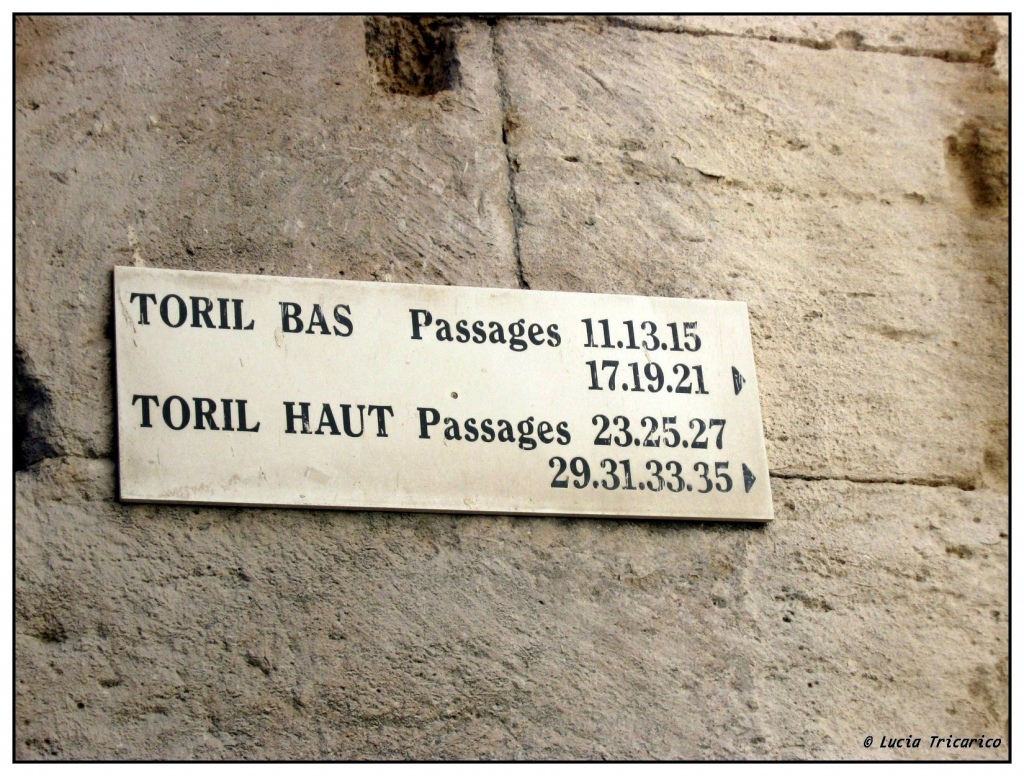 TORIL BAS Passages 11.13.15
17.19.21
TORIL HAUT Passages 23.25.27
29.31.33.35
© Lucia Tricarico